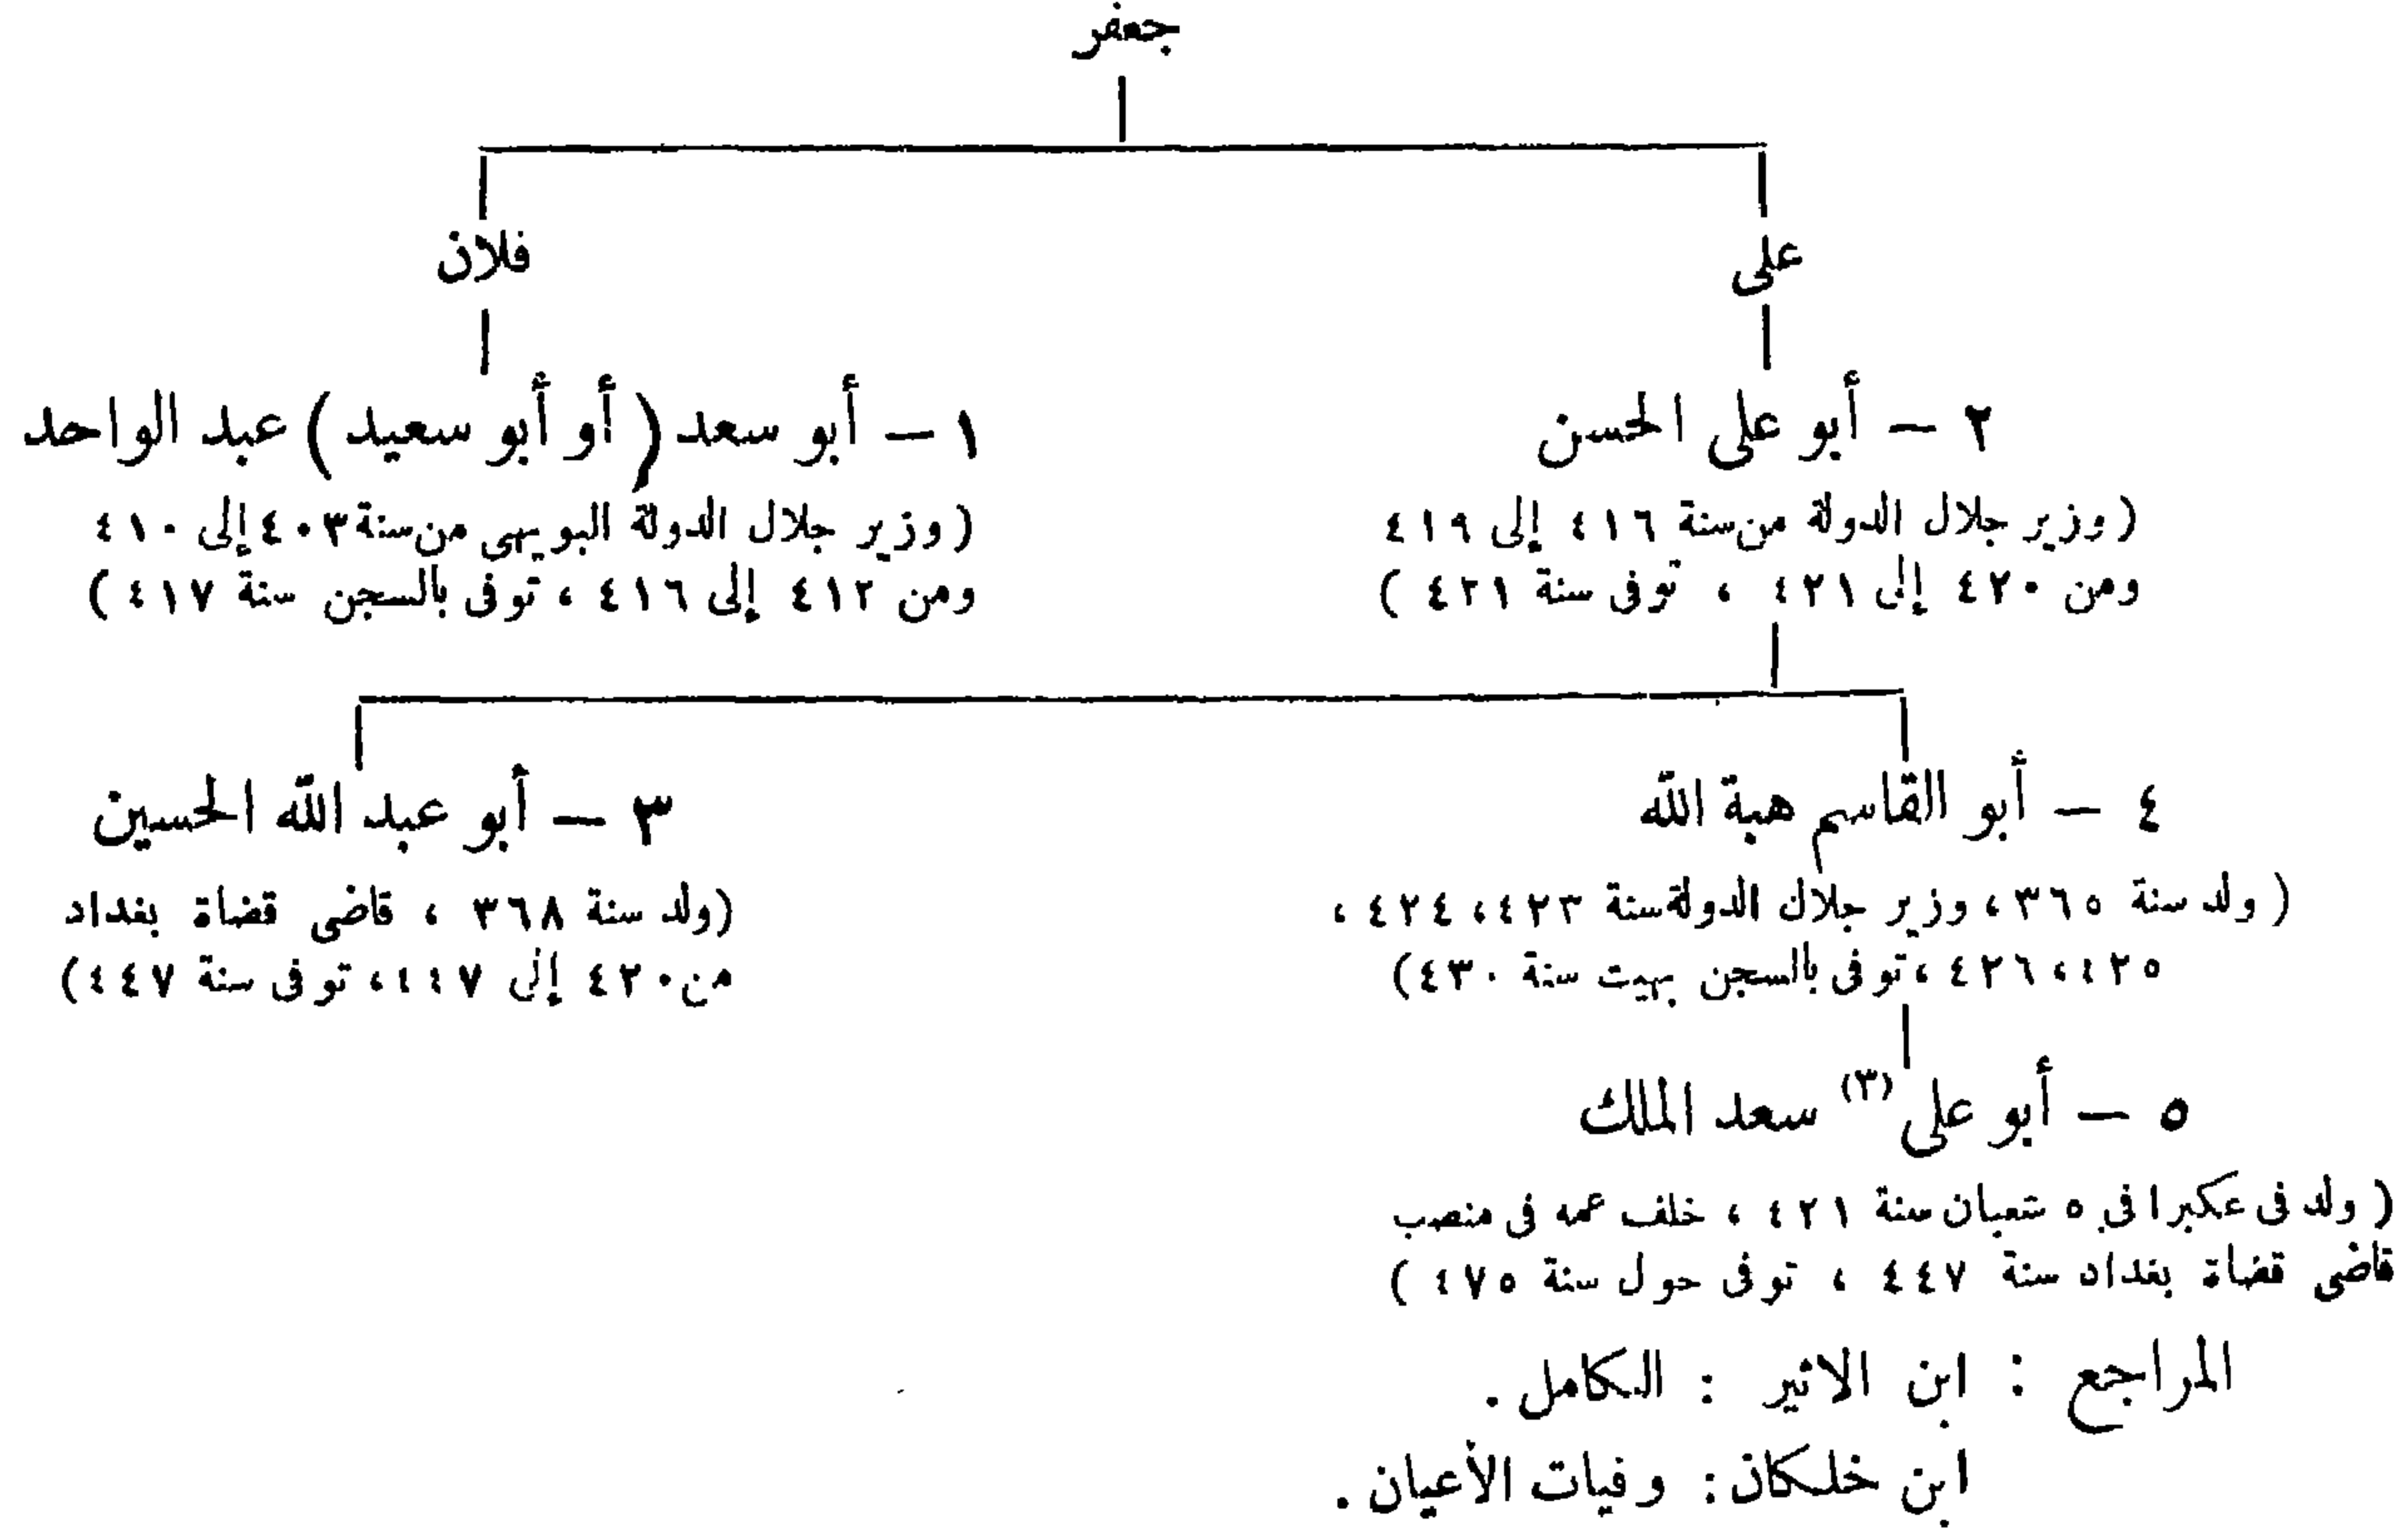 جعفر
على
فلان
٢ — أبو على الحسن
(وزير جلال الدولة من سنة ٤١٦ إلى ٤١٩
ومن ٤٢٠ إلى ٤٢١ ، توفى سنة ٤٢١ )
١ — أبو سعد (أو أبو سعيد) عبد الواحد
(وزير جلال الدولة البويهى من سنة ٤٠٣ إلى ٤١٠
ومن ٤١٢ إلى ٤١٦ ، توفى بالسجن سنة ٤١٧ )
٤ — أبو القاسم هبة الله
( ولد سنة ٣٦٥ ، وزير جلال الدولة سنة ٤٢٣ ، ٤٢٤ ،
٤٢٥ ، ٤٢٦ ، توفى بالسجن بهيت سنة ٤٣٠)
٣ — أبو عبد الله الحسين
(ولد سنة ٣٦٨ ، قاضى قضاة بغداد
من ٤٢٠ إلى ٤٤٧ ، توفى سنة ٤٤٧)
٥ — أبو على (٣) سعد الملك
( ولد فى عكبرا فى ٥ شعبان سنة ٤٢١ ، خلف عمه فى منصب
قاضى قضاة بغداد سنة ٤٤٧ ، توفى حول سنة ٤٧٥ )
المراجع : ابن الاثير : الكامل .
ابن خلكان : وفيات الأعيان .